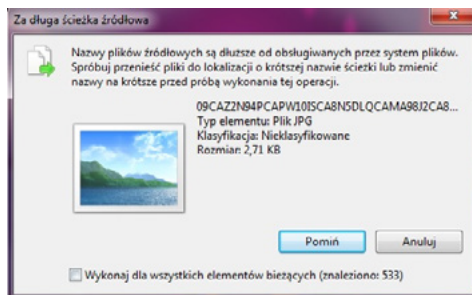 Za długa ścieżka źródłowa
Nazwy plików źródłowych są dłuższe od obsługiwanych przez system plików.
Spróbuj przenieść pliki do lokalizacji o krótszej nazwie ścieżki lub zmienić
nazwy na krótsze przed próbą wykonania tej operacji.
09CAZ2N94PCAPW10ISCA8N5DLQCAMA98J2CA8...
Typ elementu: Plik JPG
Klasyfikacja: Nieklasyfikowane
Rozmiar: 2,71 KB
Pomiń
Anuluj
Wykonaj dla wszystkich elementów bieżących (znaleziono: 533)